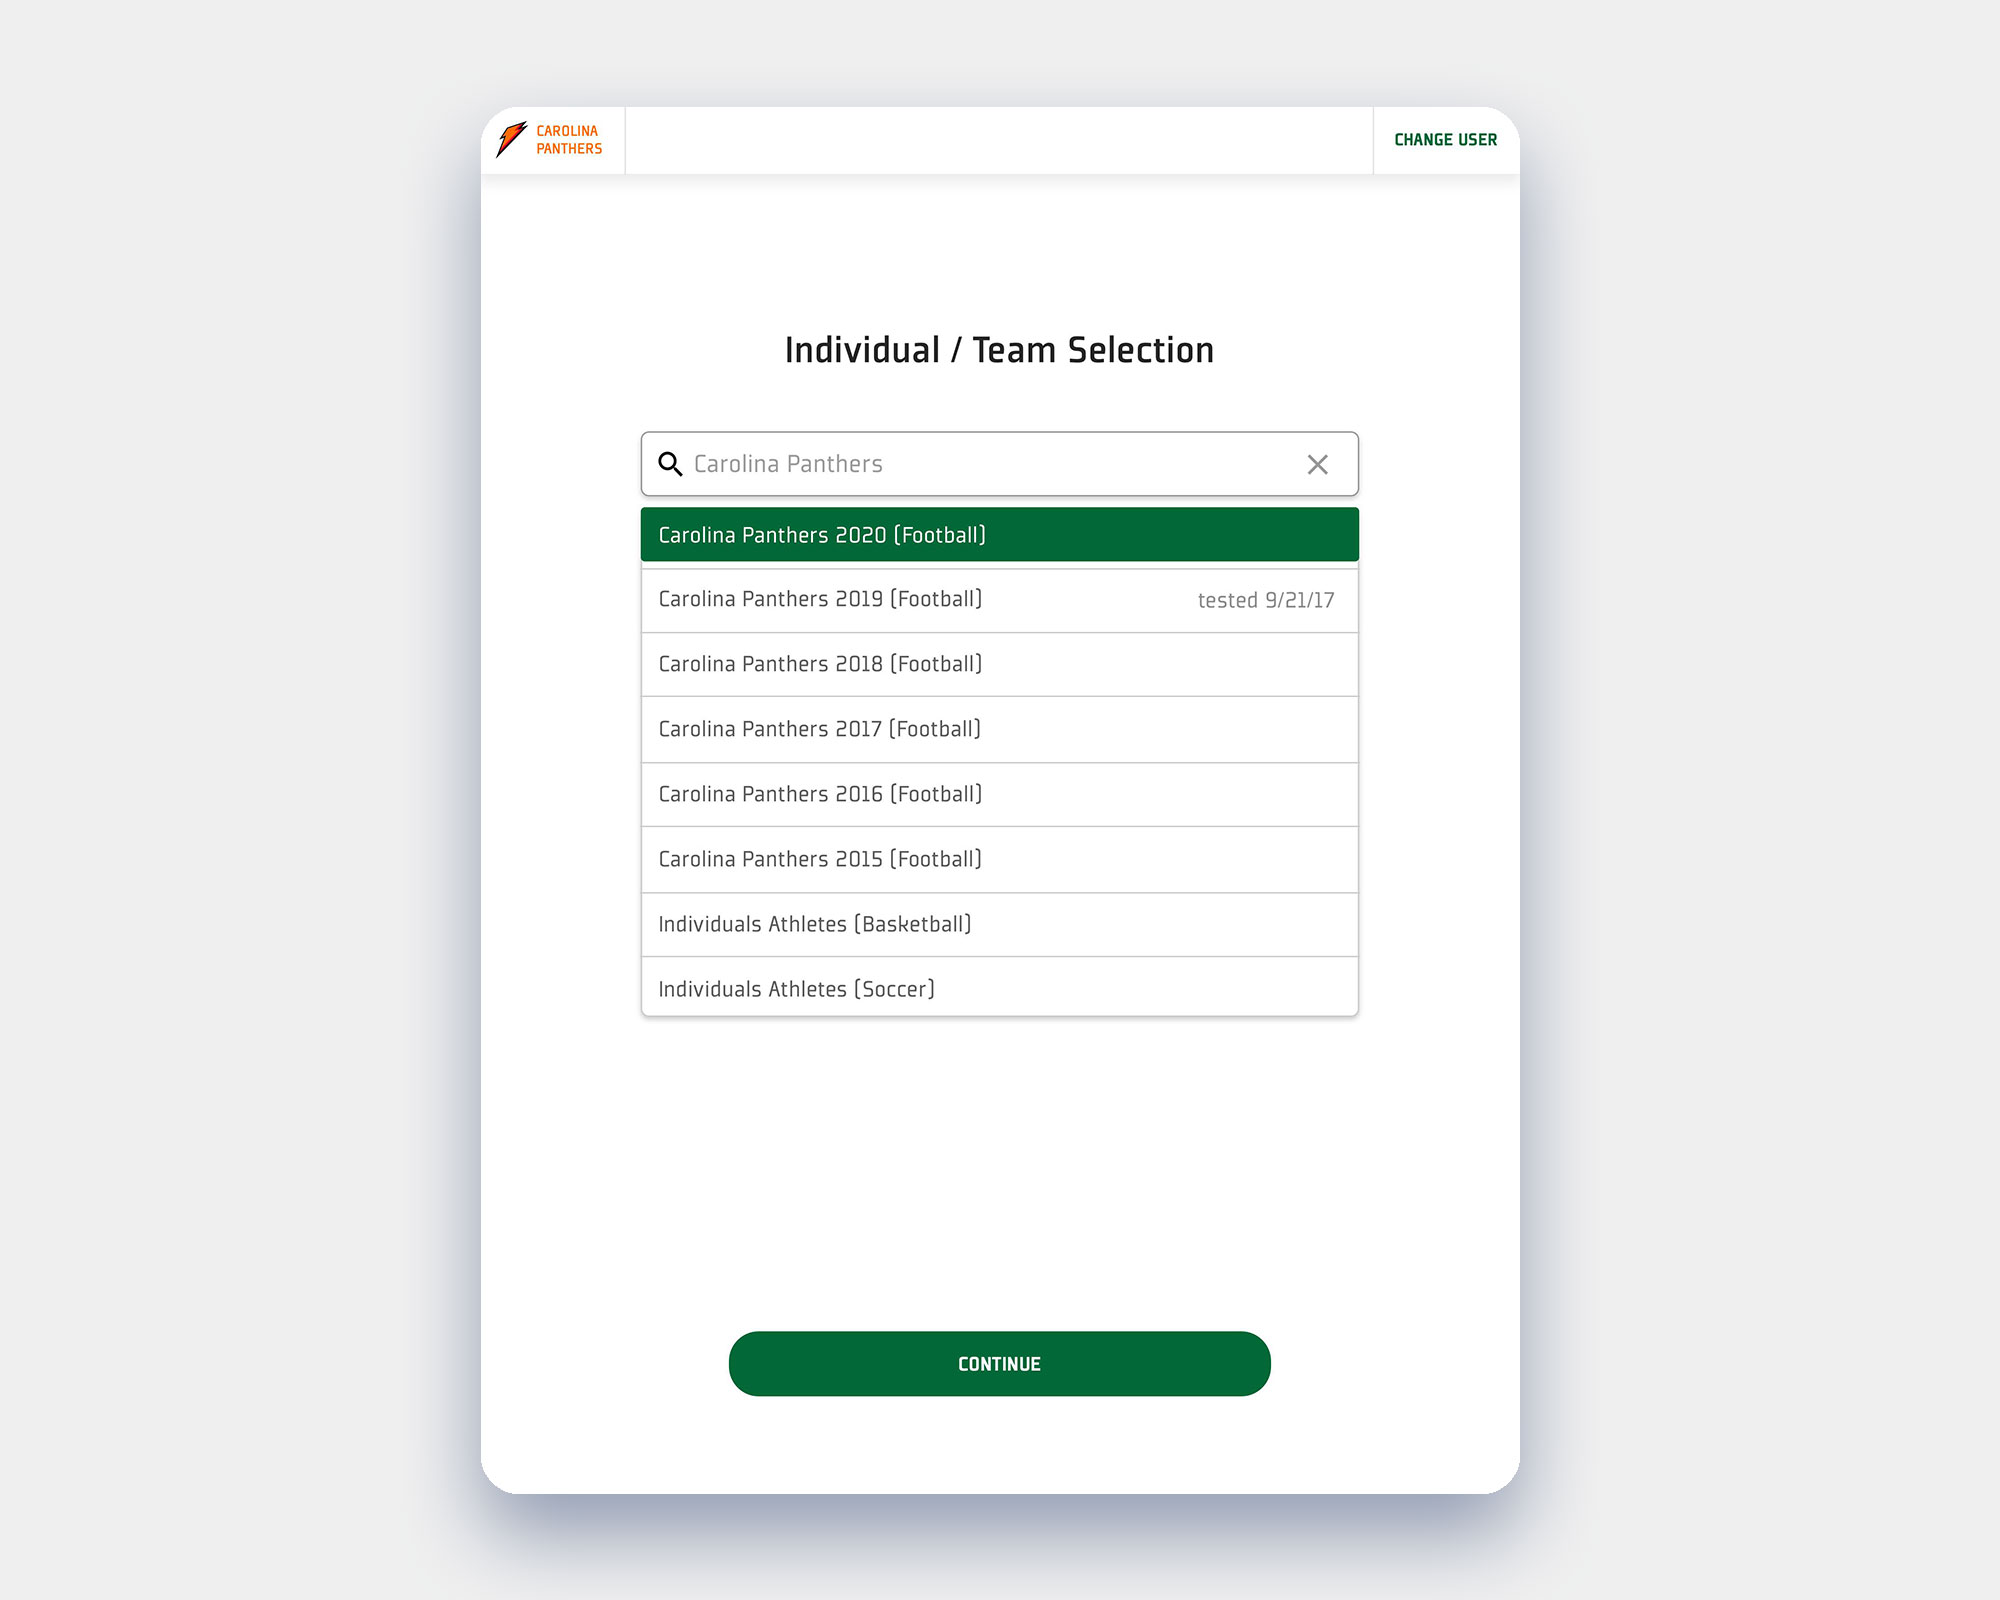 CAROLINA
PANTHERS
CHANGE USER
Individual / Team Selection
Carolina Panthers
Carolina Panthers 2020 (Football)
Carolina Panthers 2019 (Football) tested 9/21/17
Carolina Panthers 2018 (Football)
Carolina Panthers 2017 (Football)
Carolina Panthers 2016 (Football)
Carolina Panthers 2015 (Football)
Individuals Athletes (Basketball)
Individuals Athletes (Soccer)
CONTINUE